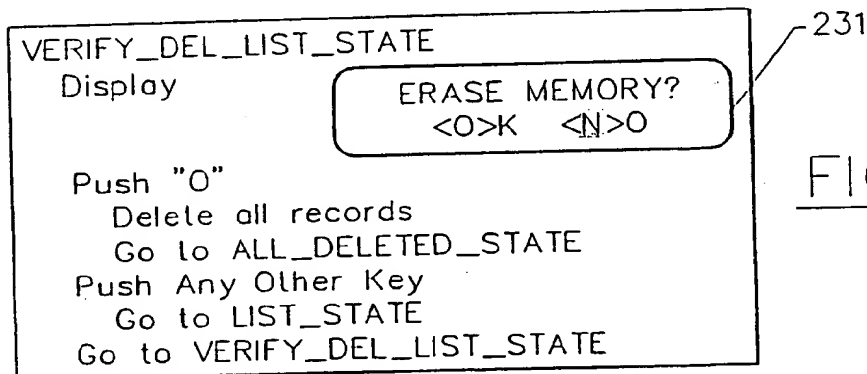 VERIFY_DEL_LIST_STATE
231
Display
ERASE MEMORY?
<O>K <N>O
Push "O"
Delete all records
Go to ALL_DELETED_STATE
Push Any Other Key
Go to LIST_STATE
Go to VERIFY_DEL_LIST_STATE